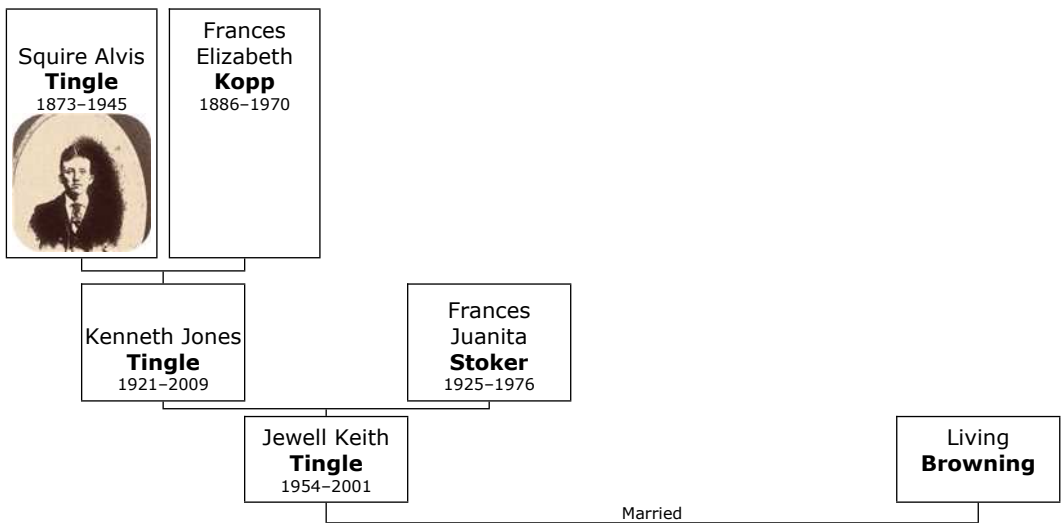 Squire Alvis
Tingle
1873–1945
Frances
Elizabeth
Kopp
1886–1970
Kenneth Jones
Tingle
1921–2009
Frances
Juanita
Stoker
1925–1976
Jewell Keith
Tingle
1954–2001
Living
Browning
Married